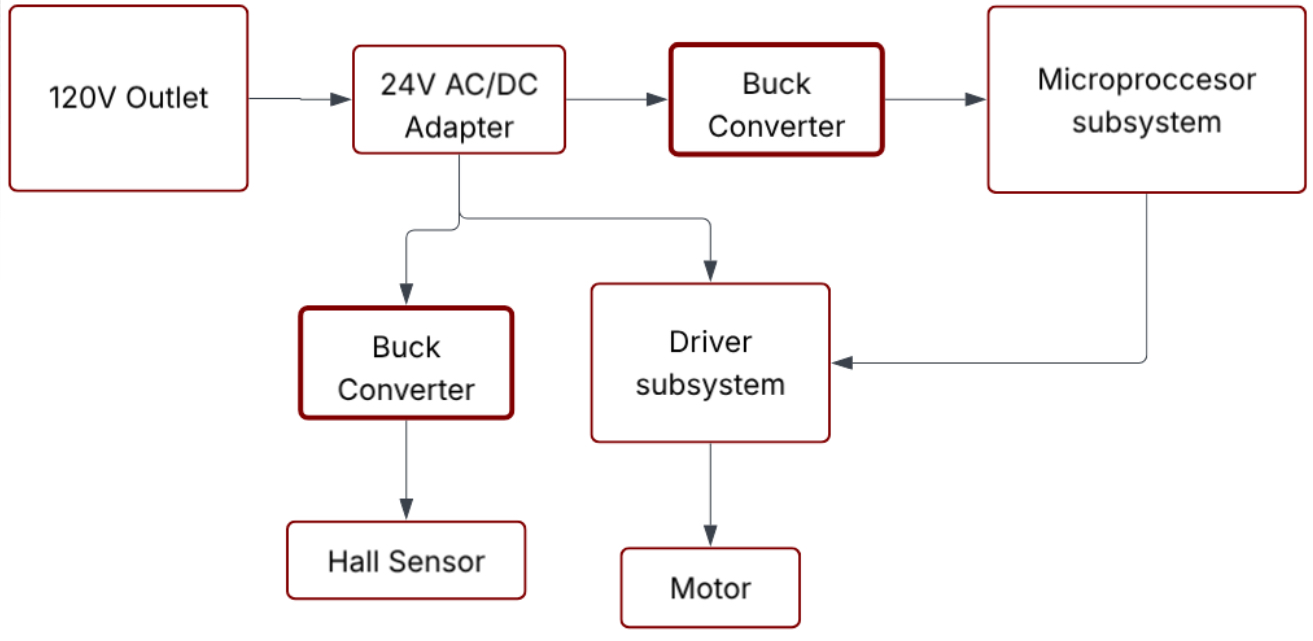 120V Outlet
24V AC/DC
Adapter
Buck
Converter
Microproccesor
subsystem
Buck
Converter
Driver
subsystem
Hall Sensor
Motor